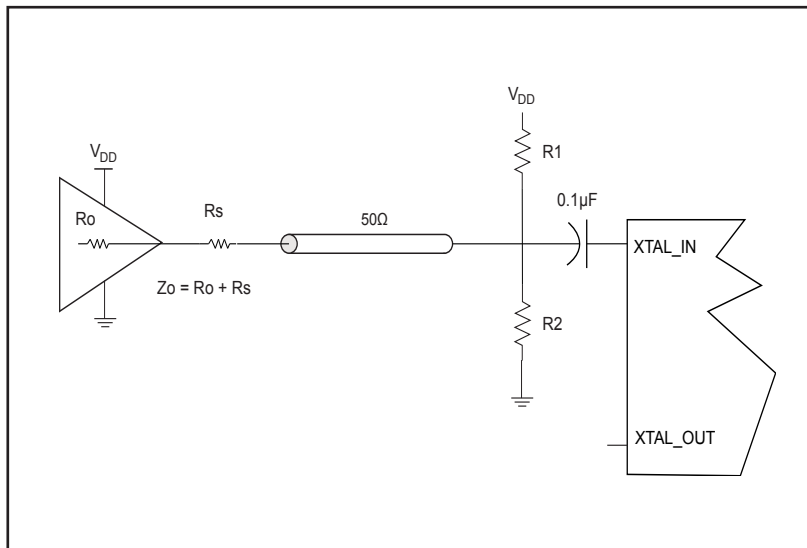 V_DD
R1
V_DD
0.1µF
Ro
Rs
50Ω
XTAL_IN
Zo = Ro + Rs
R2
XTAL_OUT